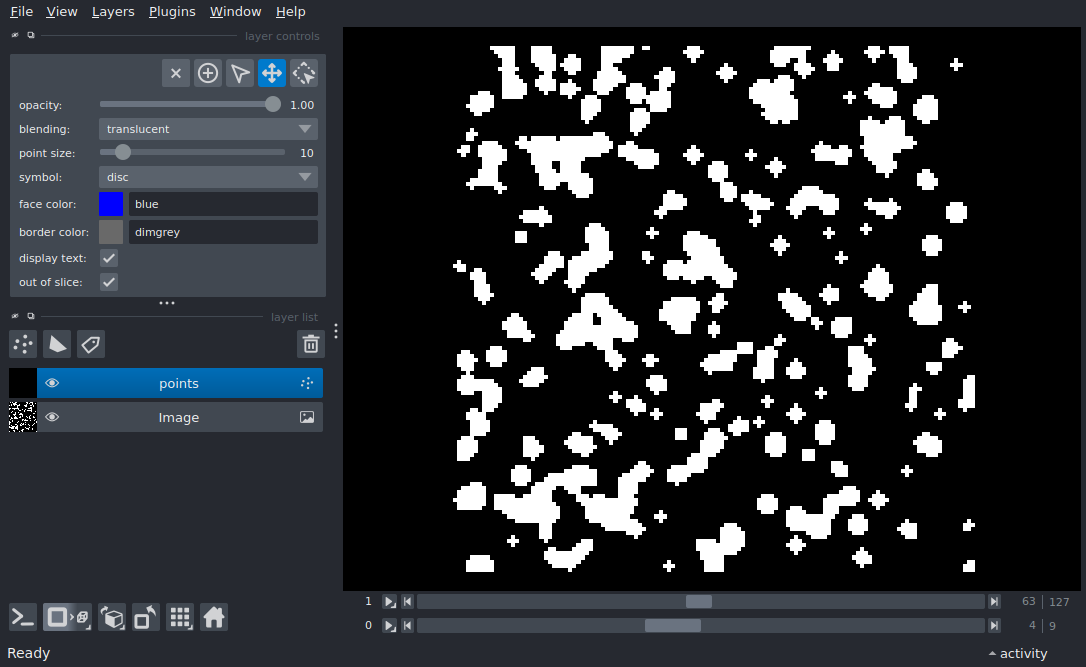 File View Layers Plugins Window Help
layer controls
opacity: 1.00
blending: translucent
point size: 10
symbol: disc
face color: blue
border color: dimgrey
display text:
out of slice:
layer list
points
Image
1 63 127
0 4 9
Ready activity